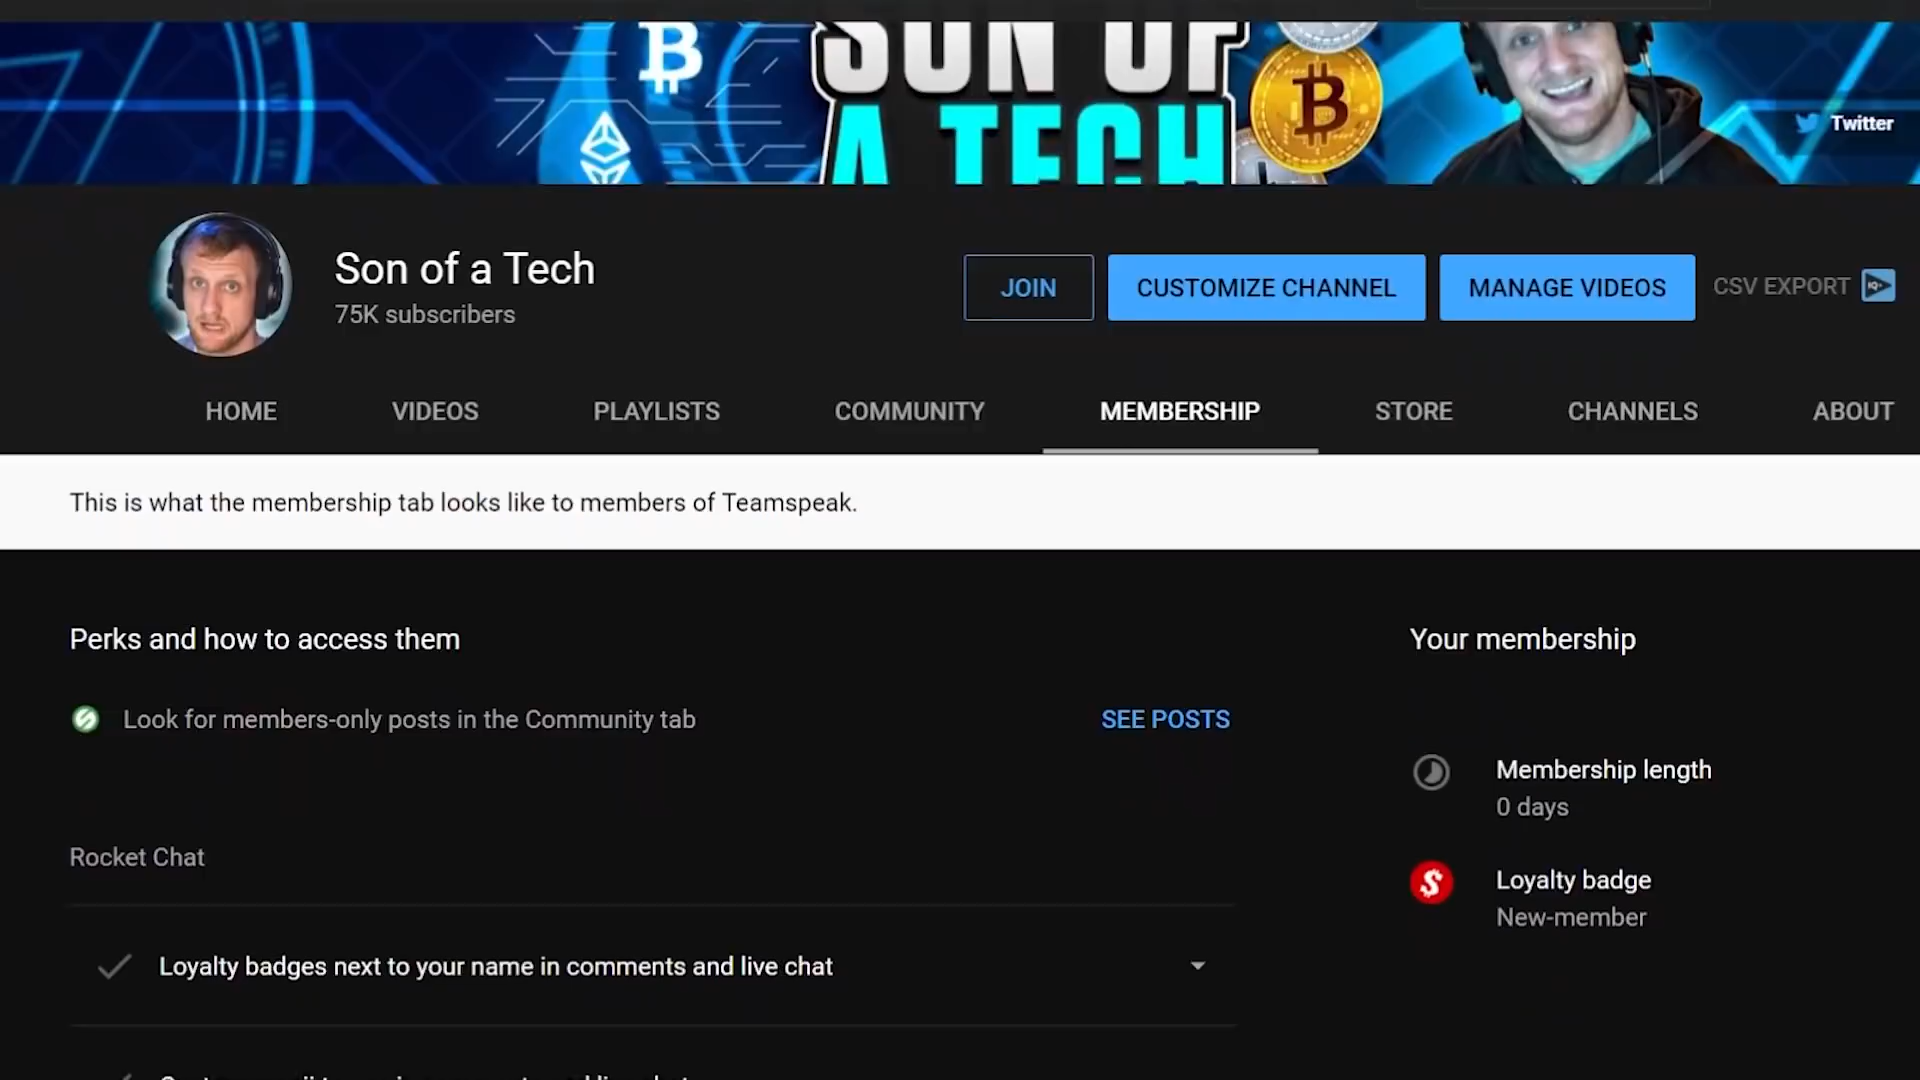 SON OF
A TECH
Twitter
Son of a Tech
75K subscribers
JOIN
CUSTOMIZE CHANNEL
MANAGE VIDEOS
CSV EXPORT
HOME
VIDEOS
PLAYLISTS
COMMUNITY
MEMBERSHIP
STORE
CHANNELS
ABOUT
This is what the membership tab looks like to members of Teamspeak.
Perks and how to access them
Look for members-only posts in the Community tab
SEE POSTS
Rocket Chat
Loyalty badges next to your name in comments and live chat
Your membership
Membership length
0 days
Loyalty badge
New-member